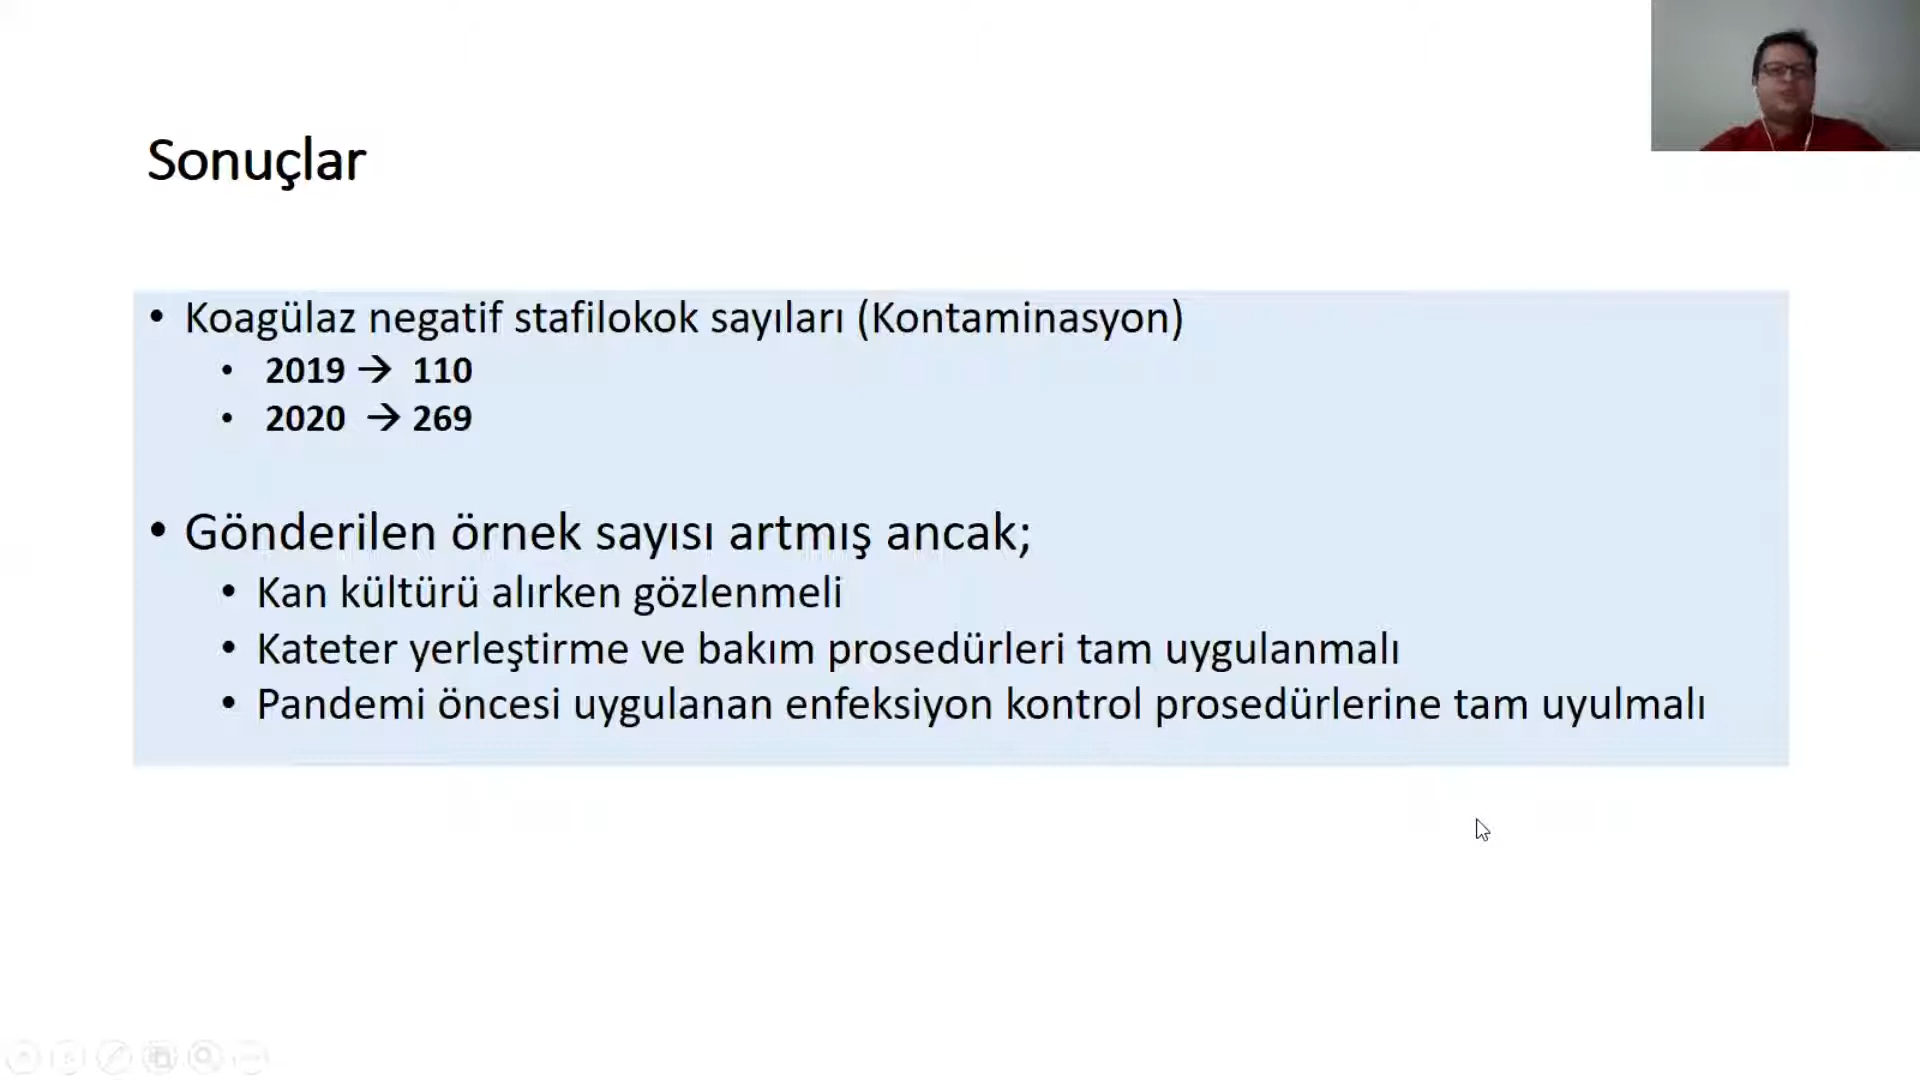 Sonuçlar
• Koagülaz negatif stafilokok sayıları (Kontaminasyon)
• 2019 → 110
• 2020 → 269
• Gönderilen örnek sayısı artmış ancak;
• Kan kültürü alırken gözlenmeli
• Kateter yerleştirme ve bakım prosedürleri tam uygulanmalı
• Pandemi öncesi uygulanan enfeksiyon kontrol prosedürlerine tam uyulmalı